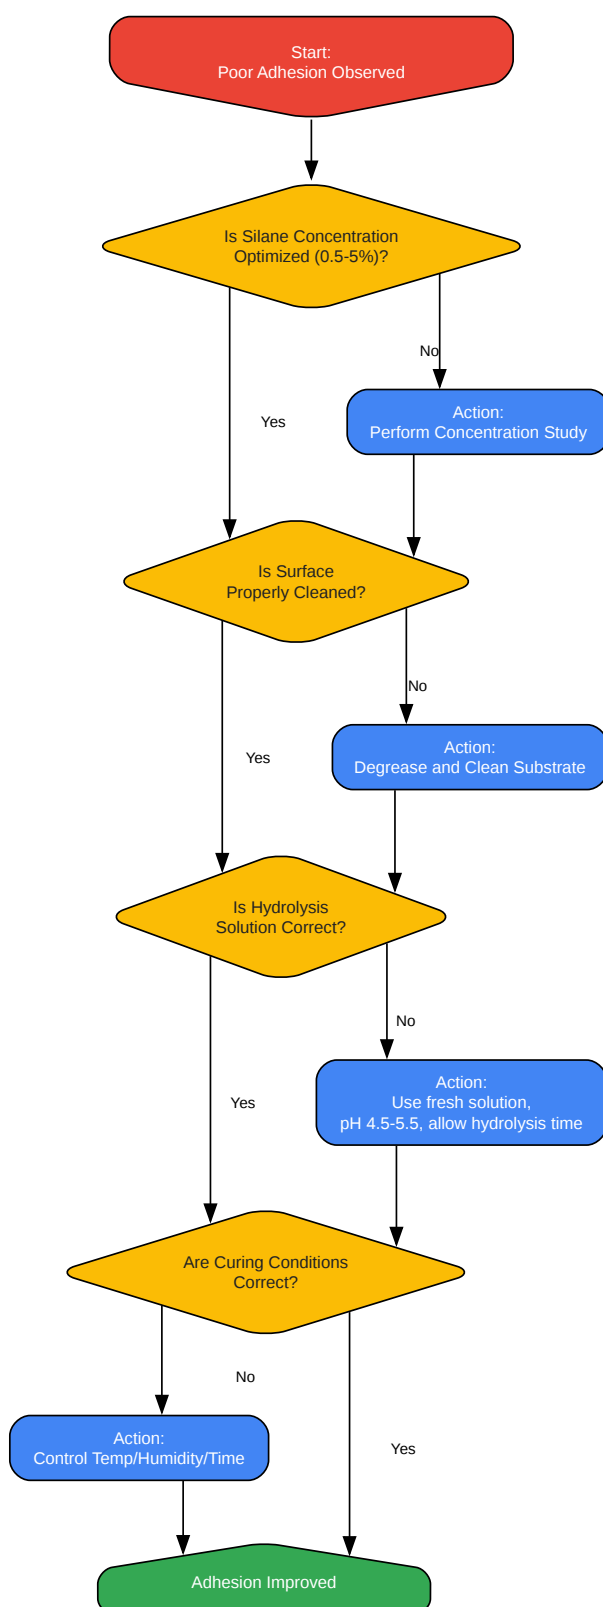 Start:
Poor Adhesion Observed
Is Silane Concentration
Optimized (0.5-5%)?
No
Action:
Perform Concentration Study
Yes
Is Surface
Properly Cleaned?
No
Action:
Degrease and Clean Substrate
Yes
Is Hydrolysis
Solution Correct?
No
Action:
Use fresh solution,
pH 4.5-5.5, allow hydrolysis time
Yes
Are Curing Conditions
Correct?
No
Action:
Control Temp/Humidity/Time
Yes
Adhesion Improved